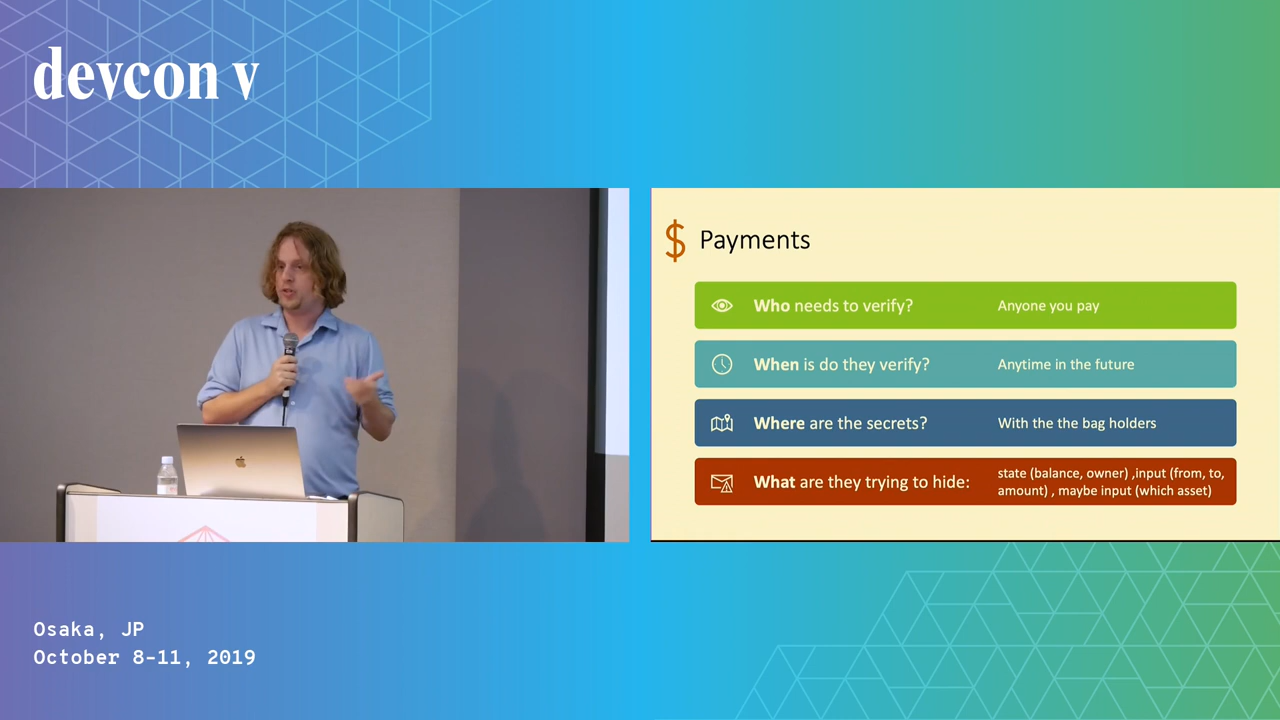 devcon v
$ Payments
Who needs to verify? Anyone you pay
When is do they verify? Anytime in the future
Where are the secrets? With the the bag holders
What are they trying to hide: state (balance, owner) ,input (from, to,
amount) , maybe input (which asset)
Osaka, JP
October 8-11, 2019